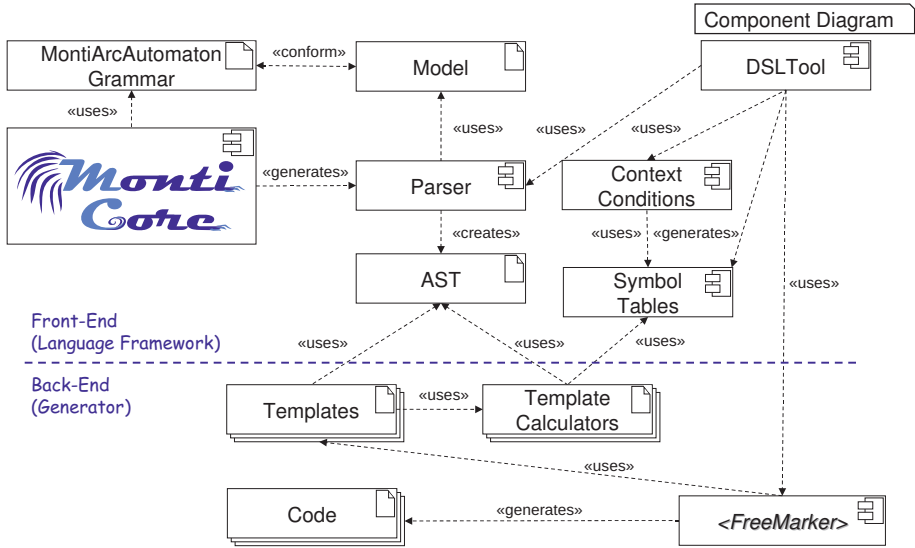 Component Diagram
MontiArcAutomaton
Grammar
«conform»
Model
DSLTool
«uses»
«uses»
«uses»
«uses»
Monti
Core
«generates»
Parser
Context
Conditions
«creates»
«uses»
«generates»
AST
Symbol
Tables
«uses»
Front-End
(Language Framework)
«uses»
«uses»
«uses»
Back-End
(Generator)
Templates
«uses»
Template
Calculators
«uses»
Code
«generates»
<FreeMarker>